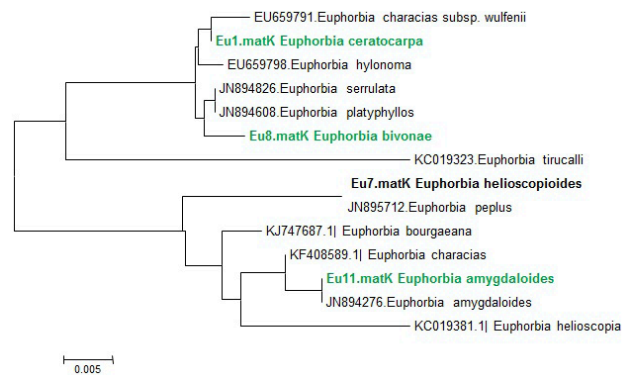 EU659791.Euphorbia characias subsp. wulfenii
Eu1.matK Euphorbia ceratocarpa
EU659798.Euphorbia hylonoma
JN894826.Euphorbia serrulata
JN894608.Euphorbia platyphyllos
Eu8.matK Euphorbia bivonae
KC019323.Euphorbia tirucalli
Eu7.matK Euphorbia helioscopioides
JN895712.Euphorbia peplus
KJ747687.1| Euphorbia bourgaeana
KF408589.1| Euphorbia characias
Eu11.matK Euphorbia amygdaloides
JN894276.Euphorbia amygdaloides
KC019381.1| Euphorbia helioscopia
0.005